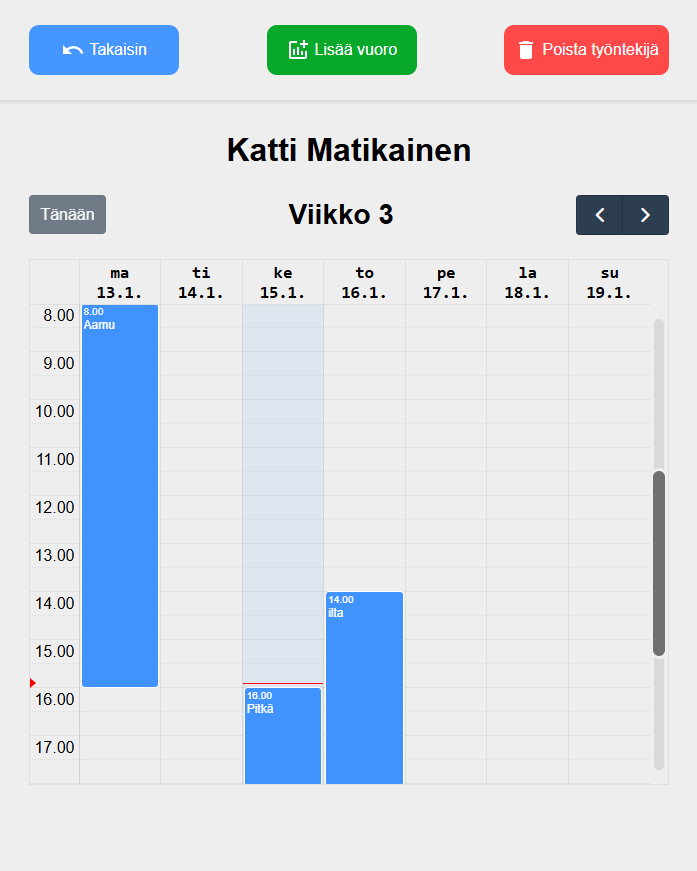 Takaisin
Lisää vuoro
Poista työntekijä
Katti Matikainen
Tänään
Viikko 3
ma ti ke to pe la su
13.1. 14.1. 15.1. 16.1. 17.1. 18.1. 19.1.
8.00
8.00
Aamu
9.00
10.00
11.00
12.00
13.00
14.00
14.00
ilta
15.00
16.00
16.00
Pitkä
17.00